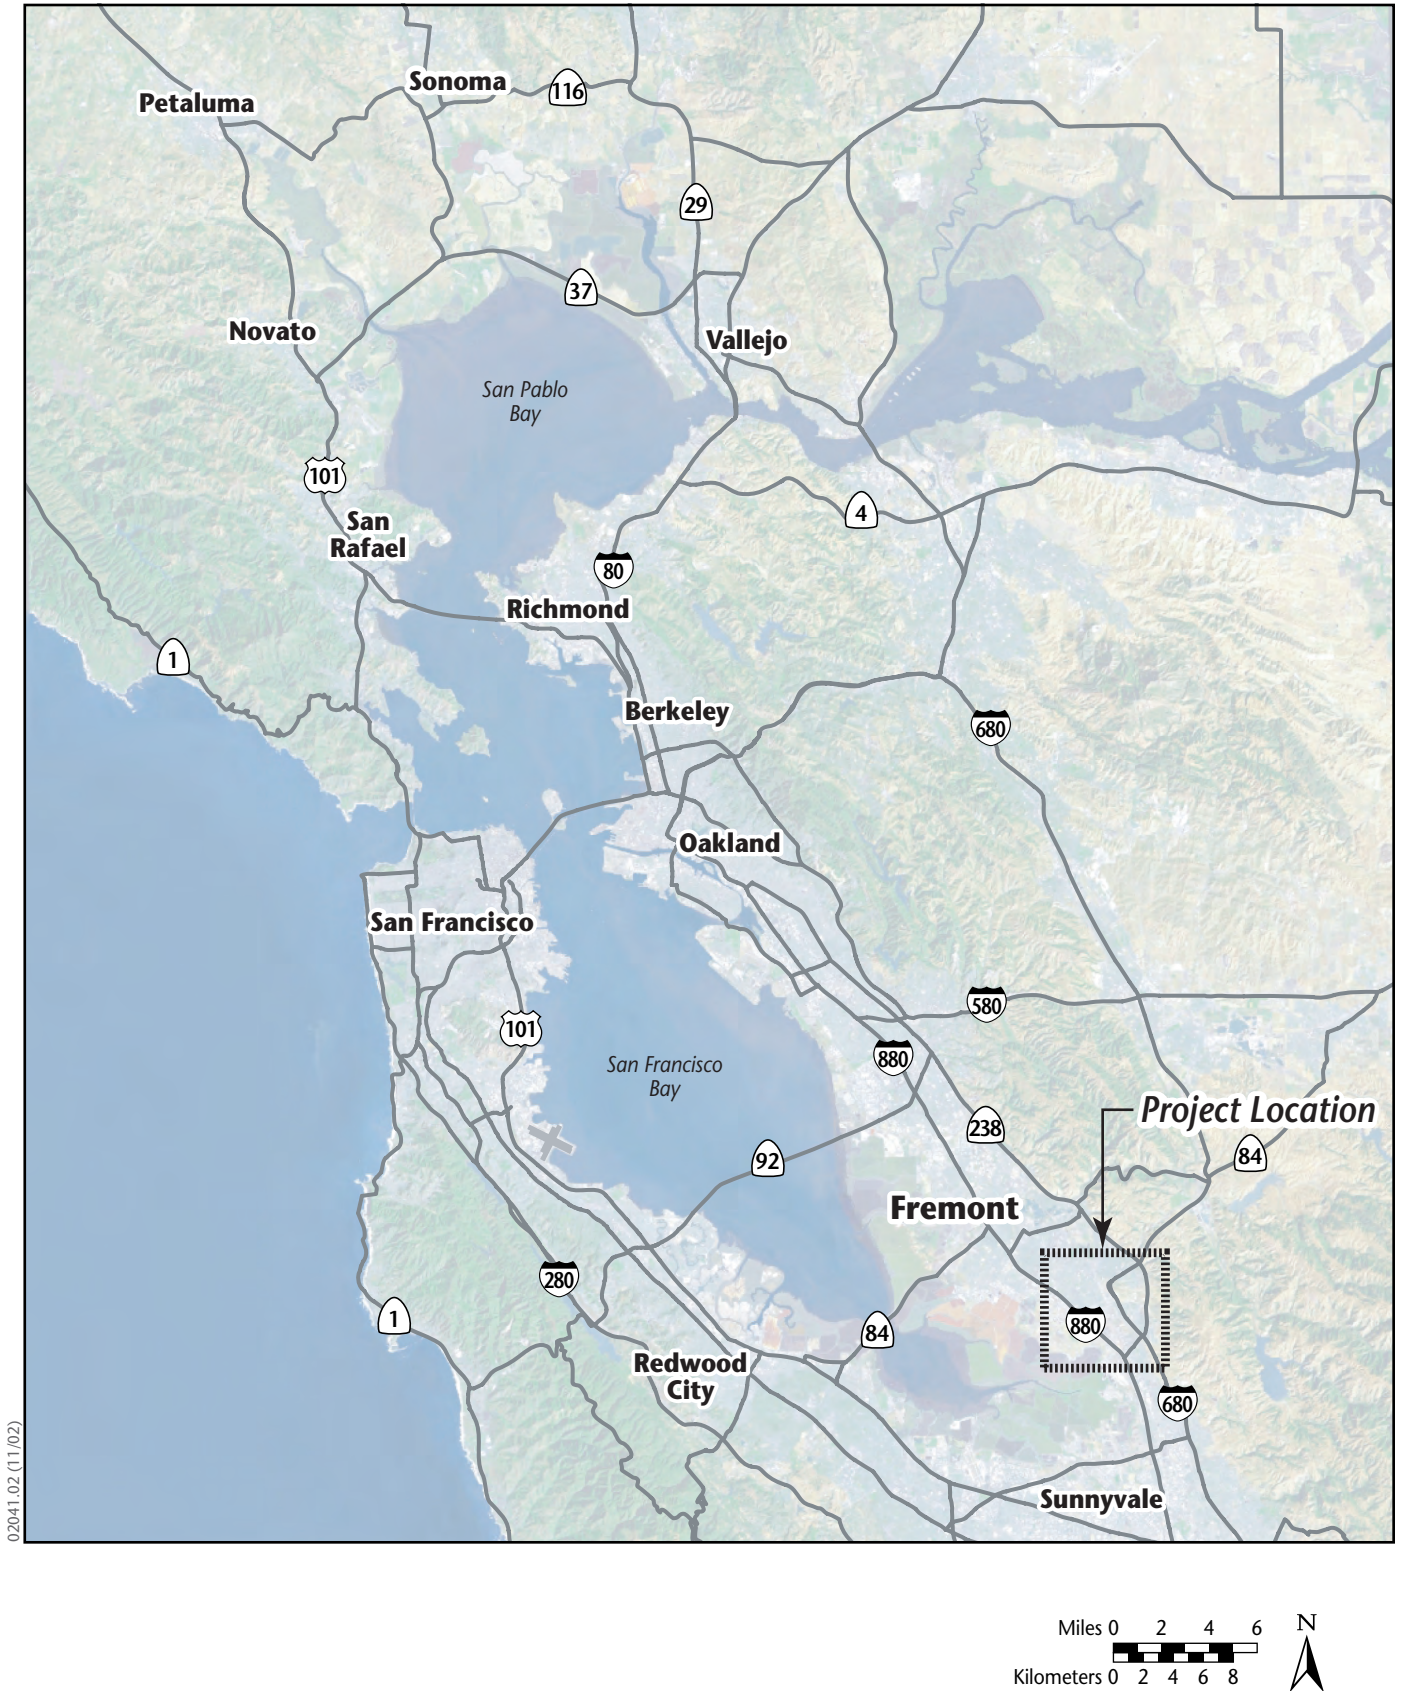 Sonoma
116
Petaluma
29
37
Novato
Vallejo
San Pablo
Bay
101
San
Rafael
4
80
Richmond
1
Berkeley
680
Oakland
San Francisco
580
101
880
San Francisco
Bay
Project Location
238
84
92
Fremont
280
1
880
84
Redwood
City
680
Sunnyvale
02041.02 (11/02)
Miles 0 2 4 6
Kilometers 0 2 4 6 8
N